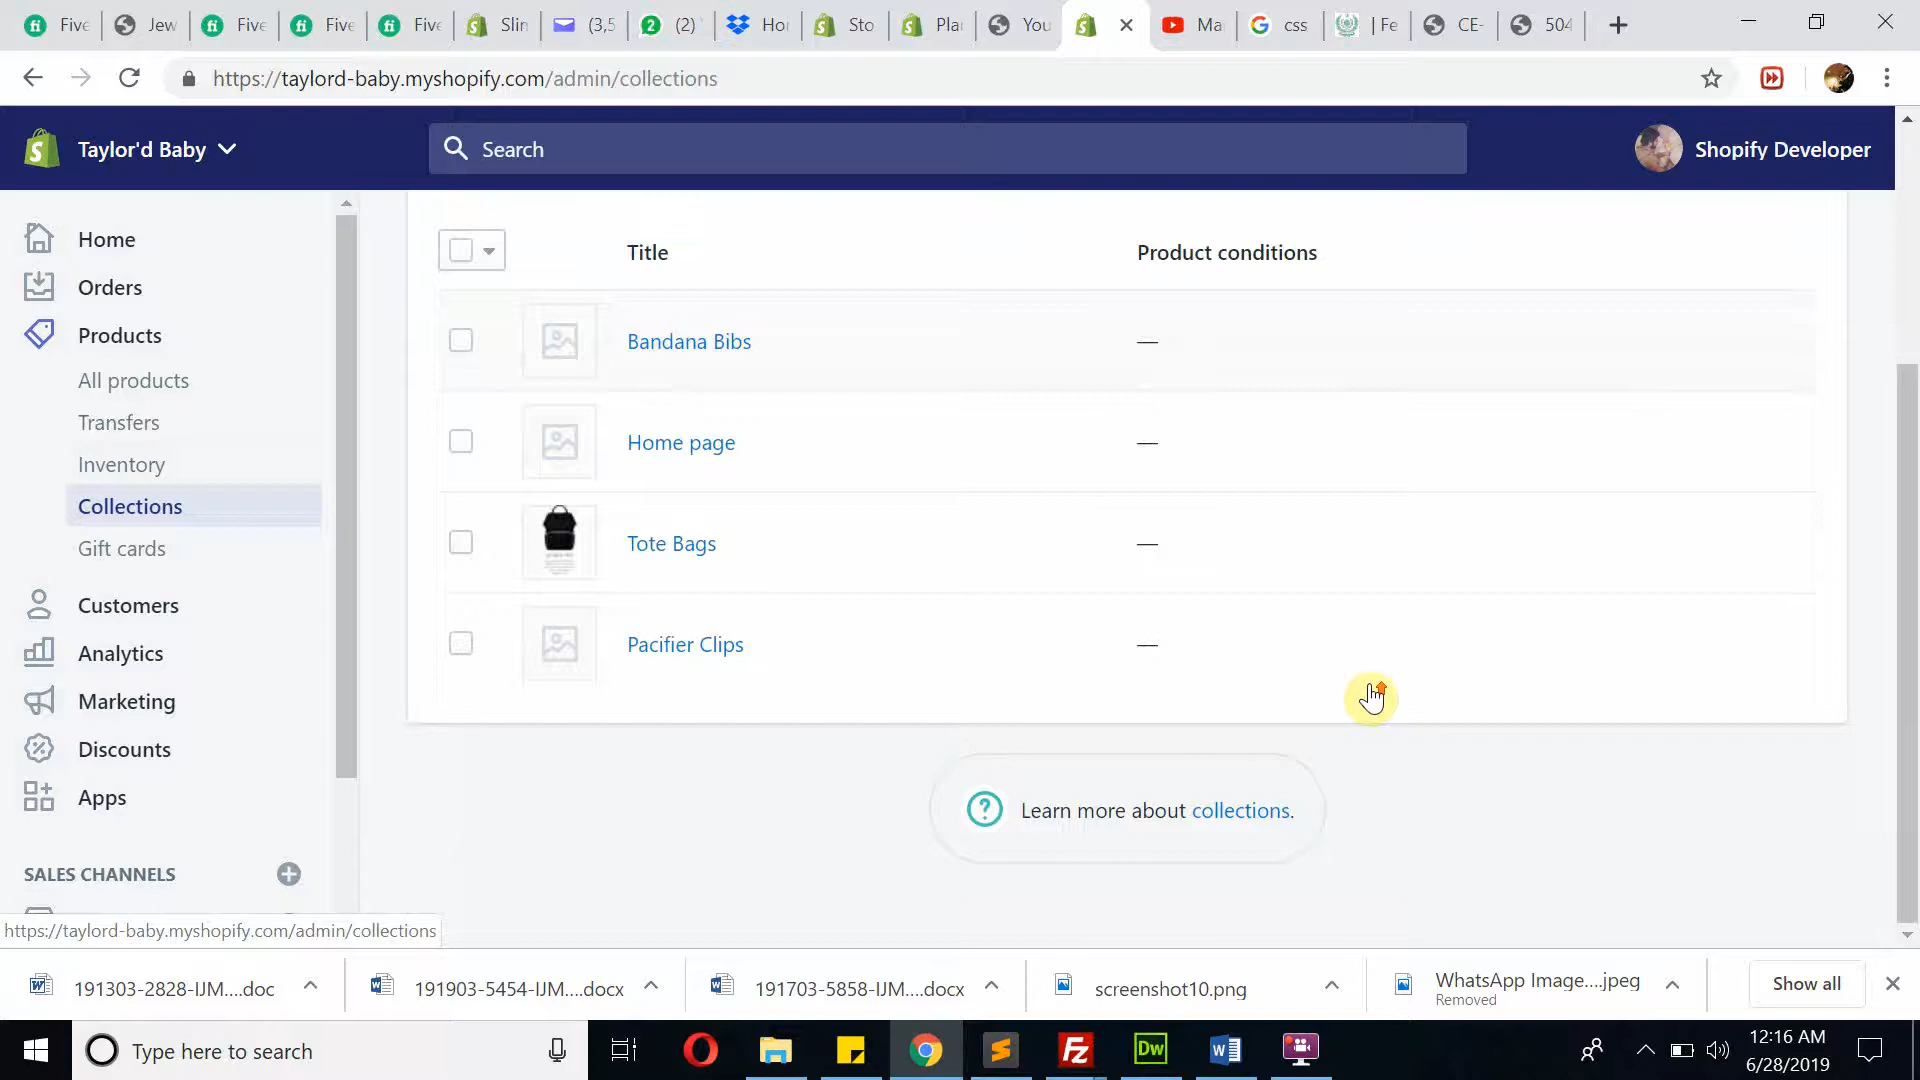 Five
Jew
Five
Five
Five
Slin
(3,5
2
(2)
Hor
Sto
Plar
You
Ma
css
| Fe
CE-
504
https://taylord-baby.myshopify.com/admin/collections
Taylor'd Baby
Search
Shopify Developer
Home
Orders
Products
All products
Transfers
Inventory
Collections
Gift cards
Customers
Analytics
Marketing
Discounts
Apps
SALES CHANNELS
Title
Product conditions
Bandana Bibs
—
Home page
—
Tote Bags
—
Pacifier Clips
—
Learn more about collections.
https://taylord-baby.myshopify.com/admin/collections
191303-2828-IJM....doc
191903-5454-IJM....docx
191703-5858-IJM....docx
screenshot10.png
WhatsApp Image....jpeg
Removed
Show all
Type here to search
Dw
12:16 AM
6/28/2019